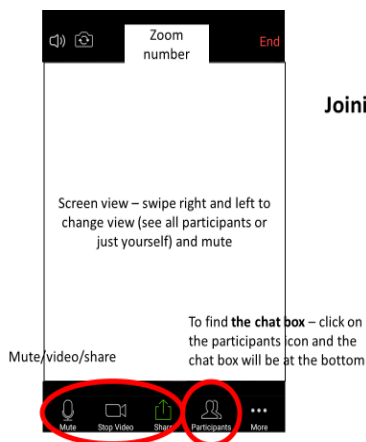 Zoom
number
End
Joini
Screen view – swipe right and left to
change view (see all participants or
just yourself) and mute
To find the chat box – click on
the participants icon and the
chat box will be at the bottom
Mute/video/share
Mute Stop Video Share Participants More